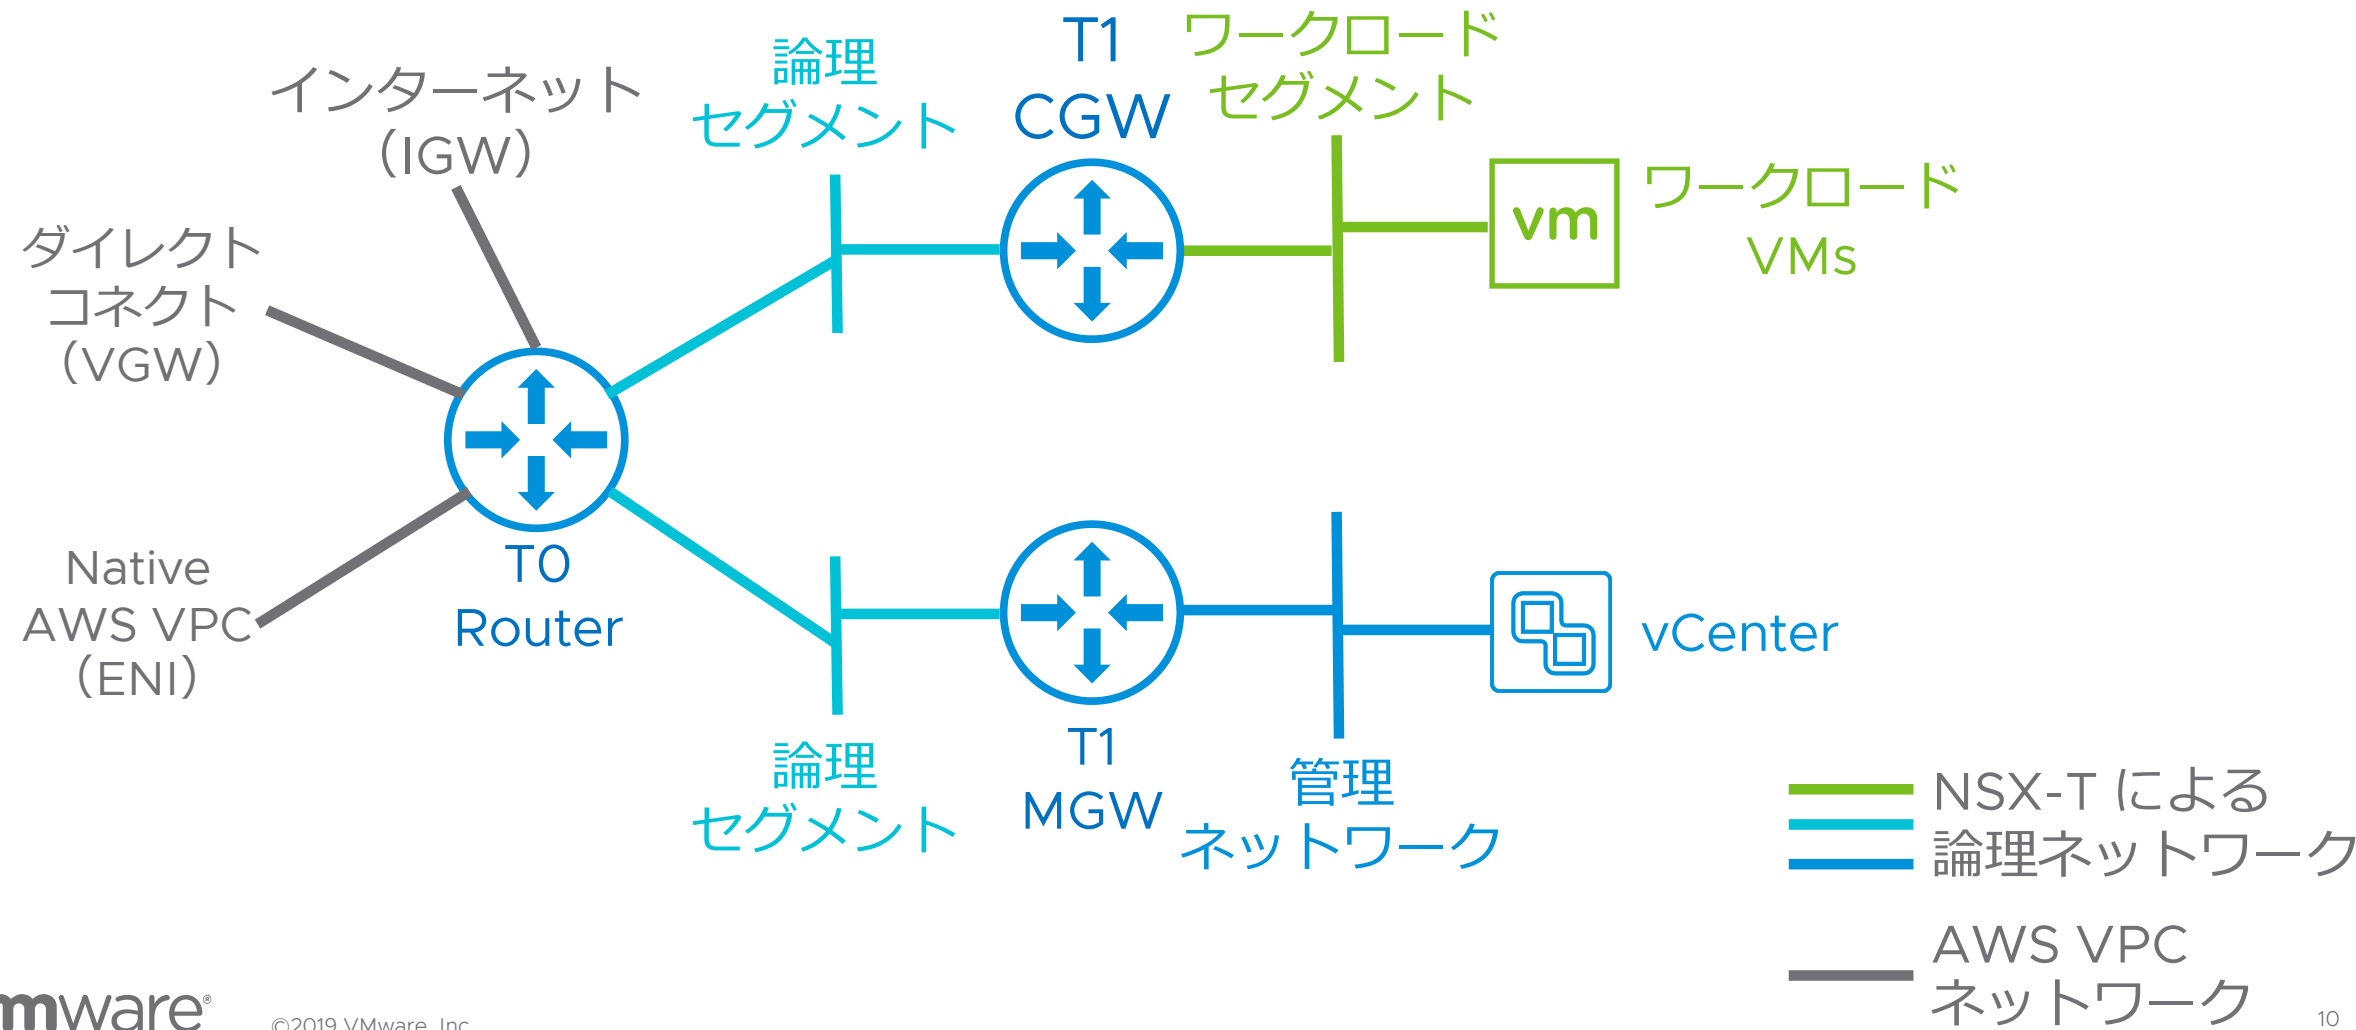 インターネット
(IGW)
ダイレクト
コネクト
(VGW)
Native
AWS VPC
(ENI)
T0
Router
論理
セグメント
T1
CGW
ワークロード
セグメント
vm
ワークロード
VMs
論理
セグメント
T1
MGW
管理
ネットワーク
vCenter
NSX-T による
論理ネットワーク
AWS VPC
ネットワーク
mware®
©2019 VMware, Inc.
10